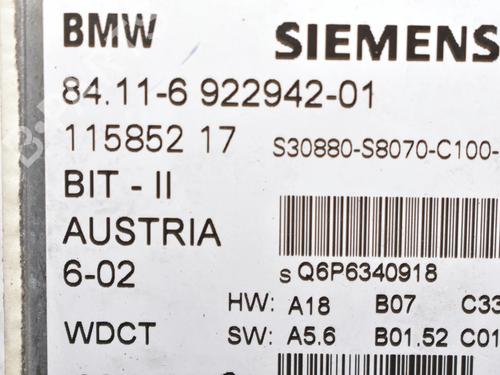 BMW SIEMENS
84.11-6 922942-01
115852 17 S30880-S8070-C100-
BIT - II
AUSTRIA
6-02 S Q6P6340918
HW: A18 B07 C33
WDCT SW: A5.6 B01.52 C01